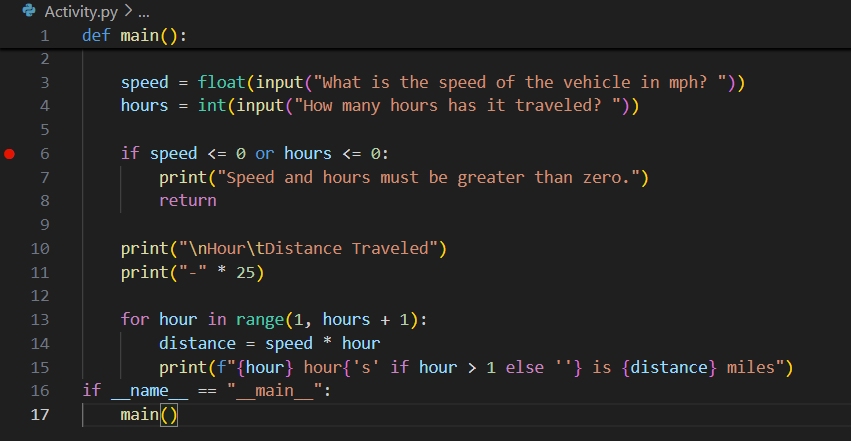 Activity.py > ...
1 def main():
2
3     speed = float(input("What is the speed of the vehicle in mph? "))
4     hours = int(input("How many hours has it traveled? "))
5
6     if speed <= 0 or hours <= 0:
7         print("Speed and hours must be greater than zero.")
8         return
9
10     print("\nHour\tDistance Traveled")
11     print("-" * 25)
12
13     for hour in range(1, hours + 1):
14         distance = speed * hour
15         print(f"{hour} hour{'s' if hour > 1 else ''} is {distance} miles")
16 if __name__ == "__main__":
17     main()